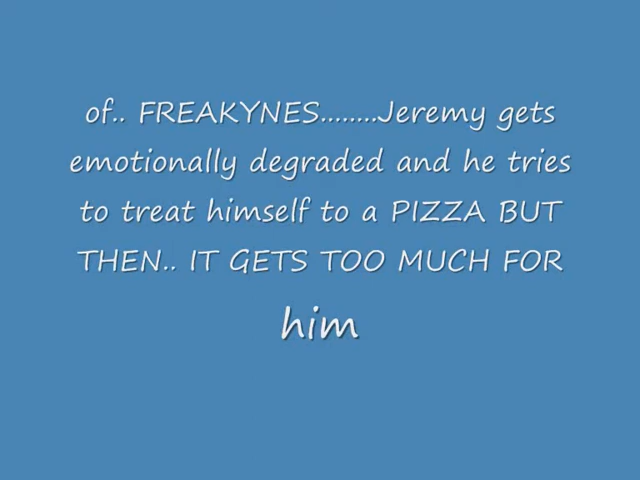 of.. FREAKYNES........Jeremy gets
emotionally degraded and he tries
to treat himself to a PIZZA BUT
THEN.. IT GETS TOO MUCH FOR
him